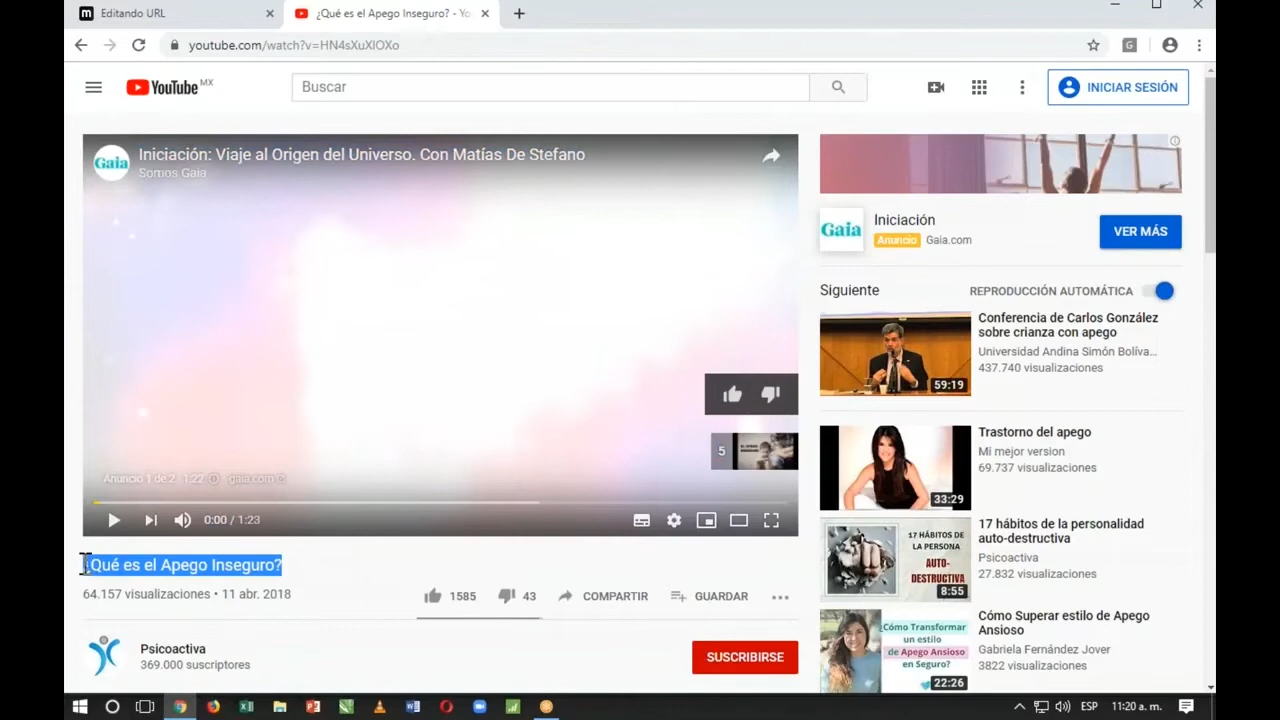 Editando URL
¿Qué es el Apego Inseguro? - Yo
youtube.com/watch?v=HN4sXuXlOXo
G
YouTube MX
Buscar
INICIAR SESIÓN
Gaia
Iniciación: Viaje al Origen del Universo. Con Matías De Stefano
Somos Gaia
5
Anuncio 1 de 2 · 1:22
gaia.com
0:00 / 1:23
¿Qué es el Apego Inseguro?
64.157 visualizaciones • 11 abr. 2018
1585
43
COMPARTIR
GUARDAR
Psicoactiva
369.000 suscriptores
SUSCRIBIRSE
Gaia
Iniciación
Anuncio Gaia.com
VER MÁS
Siguiente
REPRODUCCIÓN AUTOMÁTICA
59:19
Conferencia de Carlos González
sobre crianza con apego
Universidad Andina Simón Bolíva...
437.740 visualizaciones
33:29
Trastorno del apego
Mi mejor version
69.737 visualizaciones
17 HÁBITOS DE
LA PERSONA
AUTO-
DESTRUCTIVA
8:55
17 hábitos de la personalidad
auto-destructiva
Psicoactiva
27.832 visualizaciones
¿Cómo Transformar
un estilo
de Apego Ansioso
en Seguro?
22:26
Cómo Superar estilo de Apego
Ansioso
Gabriela Fernández Jover
3822 visualizaciones
ESP
11:20 a. m.